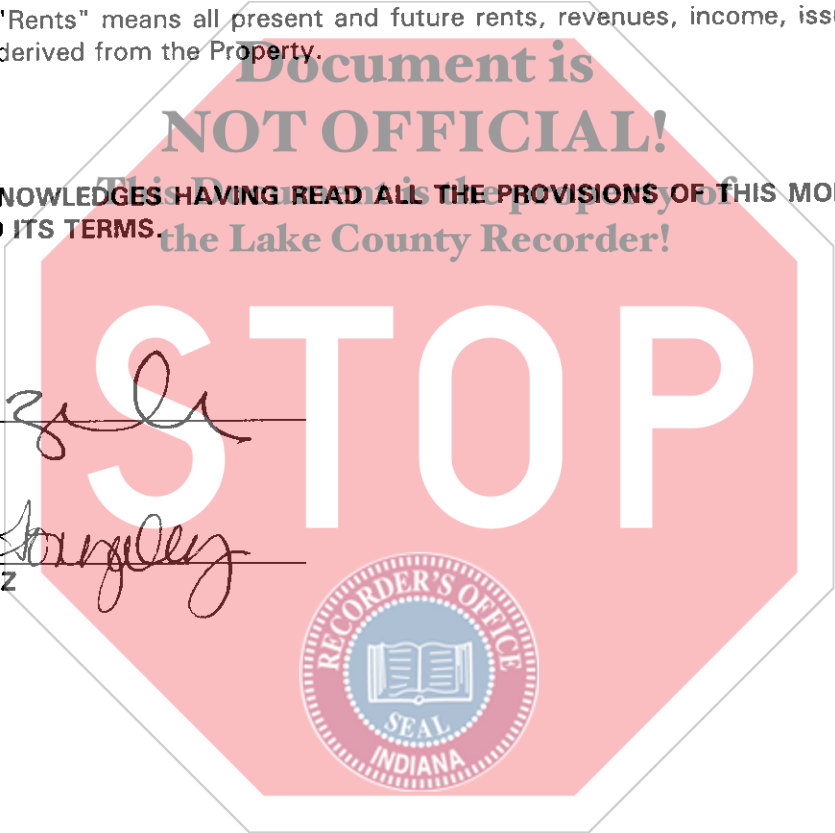 "Rents" means all present and future rents, revenues, income, issu
derived from the Property.
Document is
NOT OFFICIAL!
This Document is the property of
the Lake County Recorder!
NOWLEDGES HAVING READ ALL THE PROVISIONS OF THIS MO
ITS TERMS.
STOP
Z
RECORDER'S OFFICE
SEAL
INDIANA